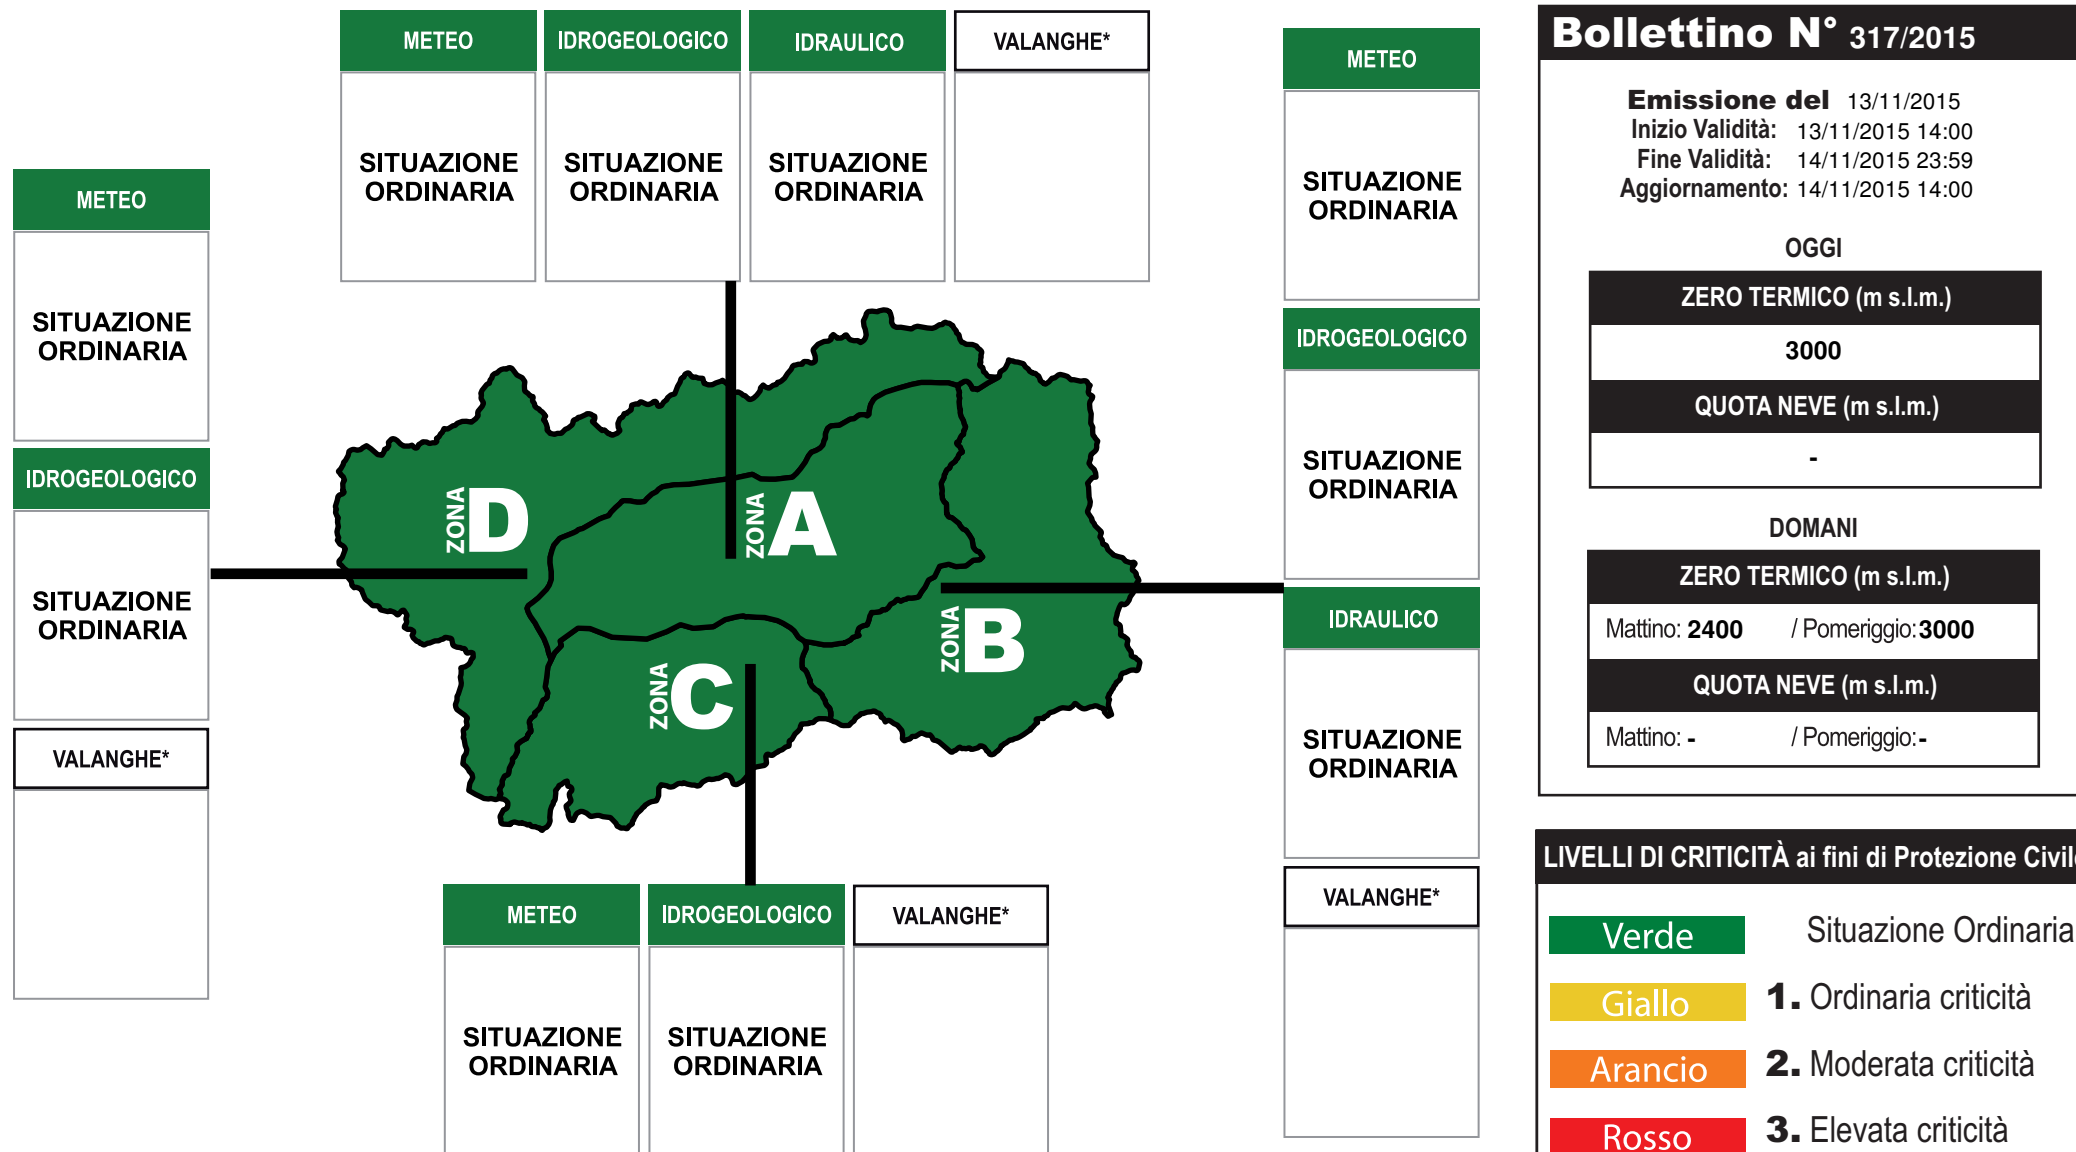 METEO
IDROGEOLOGICO
IDRAULICO
VALANGHE*
SITUAZIONE
ORDINARIA
SITUAZIONE
ORDINARIA
SITUAZIONE
ORDINARIA
METEO
SITUAZIONE
ORDINARIA
IDROGEOLOGICO
SITUAZIONE
ORDINARIA
VALANGHE*
ZONA D
ZONA A
ZONA B
ZONA C
METEO
SITUAZIONE
ORDINARIA
IDROGEOLOGICO
SITUAZIONE
ORDINARIA
IDRAULICO
SITUAZIONE
ORDINARIA
VALANGHE*
METEO
IDROGEOLOGICO
VALANGHE*
SITUAZIONE
ORDINARIA
SITUAZIONE
ORDINARIA
Bollettino N° 317/2015
Emissione del 13/11/2015
Inizio Validità: 13/11/2015 14:00
Fine Validità: 14/11/2015 23:59
Aggiornamento: 14/11/2015 14:00
OGGI
ZERO TERMICO (m s.l.m.)
3000
QUOTA NEVE (m s.l.m.)
-
DOMANI
ZERO TERMICO (m s.l.m.)
Mattino: 2400 / Pomeriggio: 3000
QUOTA NEVE (m s.l.m.)
Mattino: - / Pomeriggio: -
LIVELLI DI CRITICITÀ ai fini di Protezione Civil
Verde Situazione Ordinaria
Giallo 1. Ordinaria criticità
Arancio 2. Moderata criticità
Rosso 3. Elevata criticità